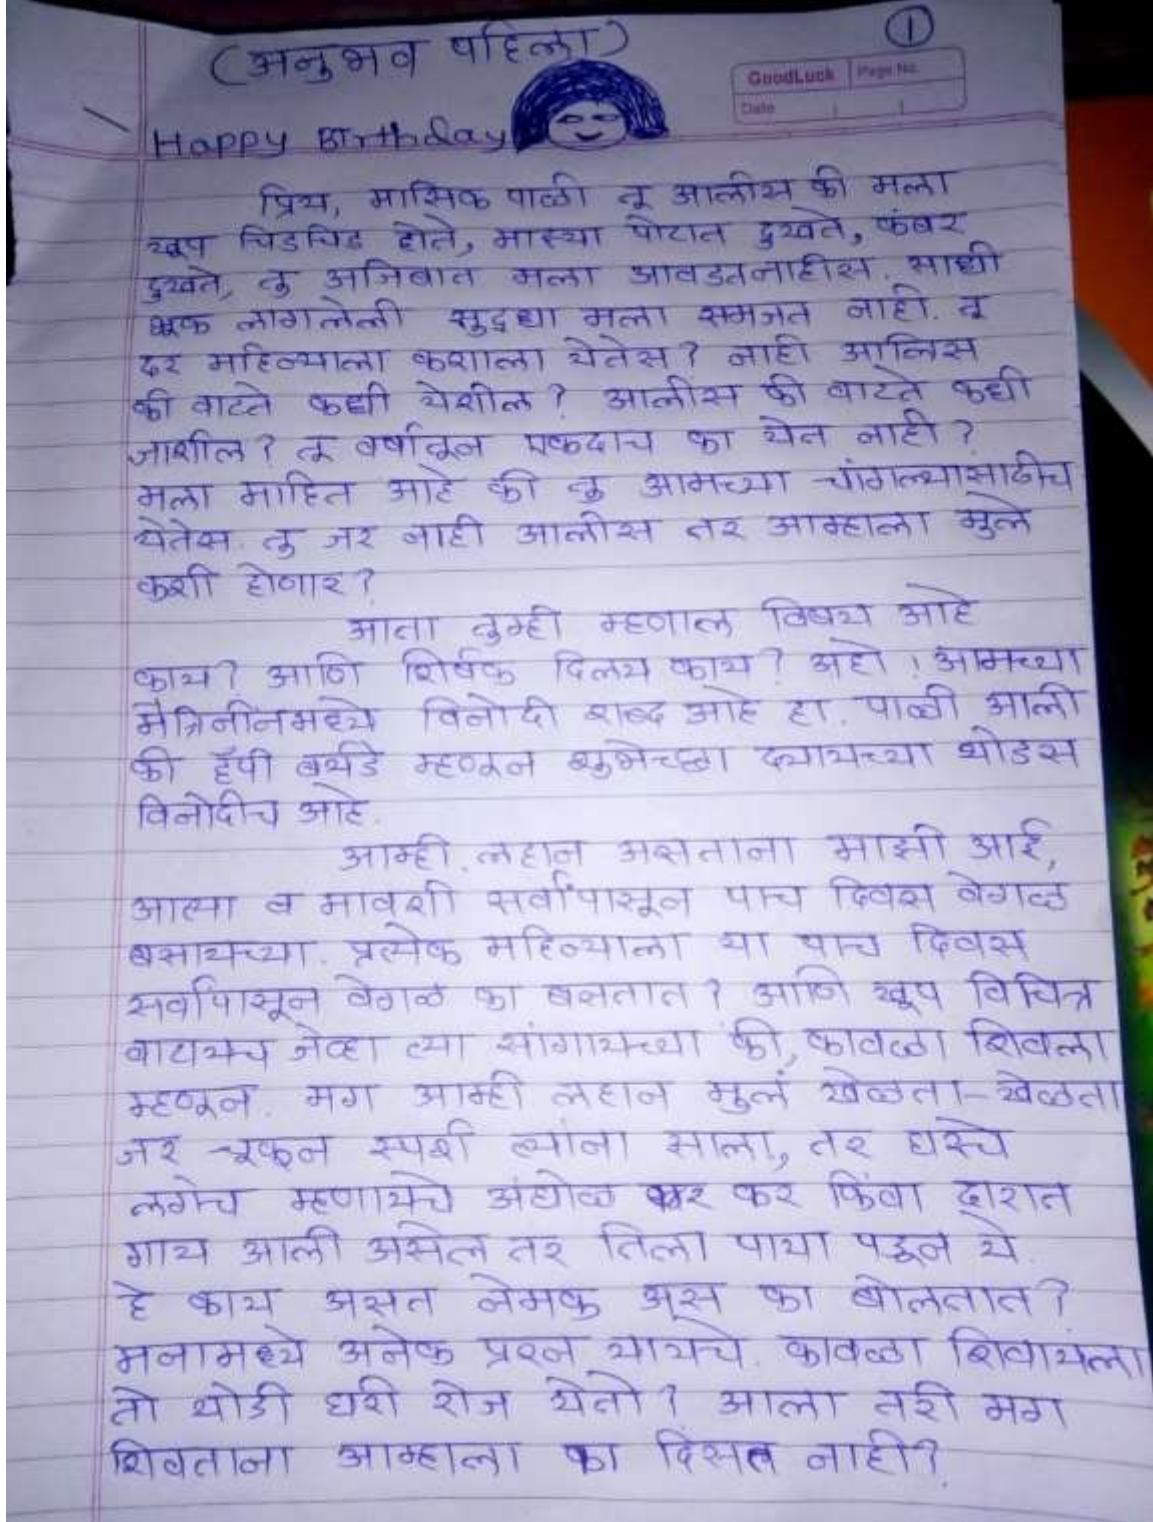 ①
(अनुभव पहिला)
GoodLuck Page No.
Date
Happy Birthday
प्रिय, मासिक पाळी तू आलीस की मला
खूप चिडचिड होते, माझ्या पोटात दुखते, कंबर
दुखते, तु अजिबात मला आवडतनाहीस. साधी
भूक लागलेली सुद्धा मला समजत नाही. तू
दर महिन्याला कशाला येतेस? नाही आलिस
की वाटते कधी येशील? आलीस की वाटते कधी
जाशील? तू वर्षातून एकदाच का येत नाही?
मला माहित आहे की तु आमच्या चांगल्यासाठीच
येतेस. तु जर नाही आलीस तर आम्हाला मुले
कशी होणार?
आता तुम्ही म्हणाल विषय आहे
काय? आणि शिर्षक दिलय काय? अहो! आमच्या
मैत्रिनींनमध्ये विनोदी शब्द आहे हा. पाळी आली
की हॅपी बर्थडे म्हणून शुभेच्छा द्यायच्या थोडस
विनोदीच आहे.
आम्ही लहान असताना माझी आई,
आत्या व मावशी सर्वांपासून पाच दिवस वेगळ
बसायच्या. प्रत्येक महिन्याला या पाच दिवस
सर्वांपासून वेगळ का बसतात? आणि खूप विचित्र
वाटायच जेव्हा त्या सांगायच्या की, कावळा शिवला
म्हणून. मग आम्ही लहान मुलं खेळता-खेळता
जर चूकून स्पर्श त्यांना झाला, तर घरचे
लगेच म्हणायचे अंघोळ कर किंवा दारात
गाय आली असेल तर तिला पाया पडून ये.
हे काय असत नेमक अस का बोलतात?
मनामध्ये अनेक प्रश्न यायचे. कावळा शिवायला
तो थोडी घरी रोज येतो? आला तरी मग
शिवताना आम्हाला का दिसत नाही?